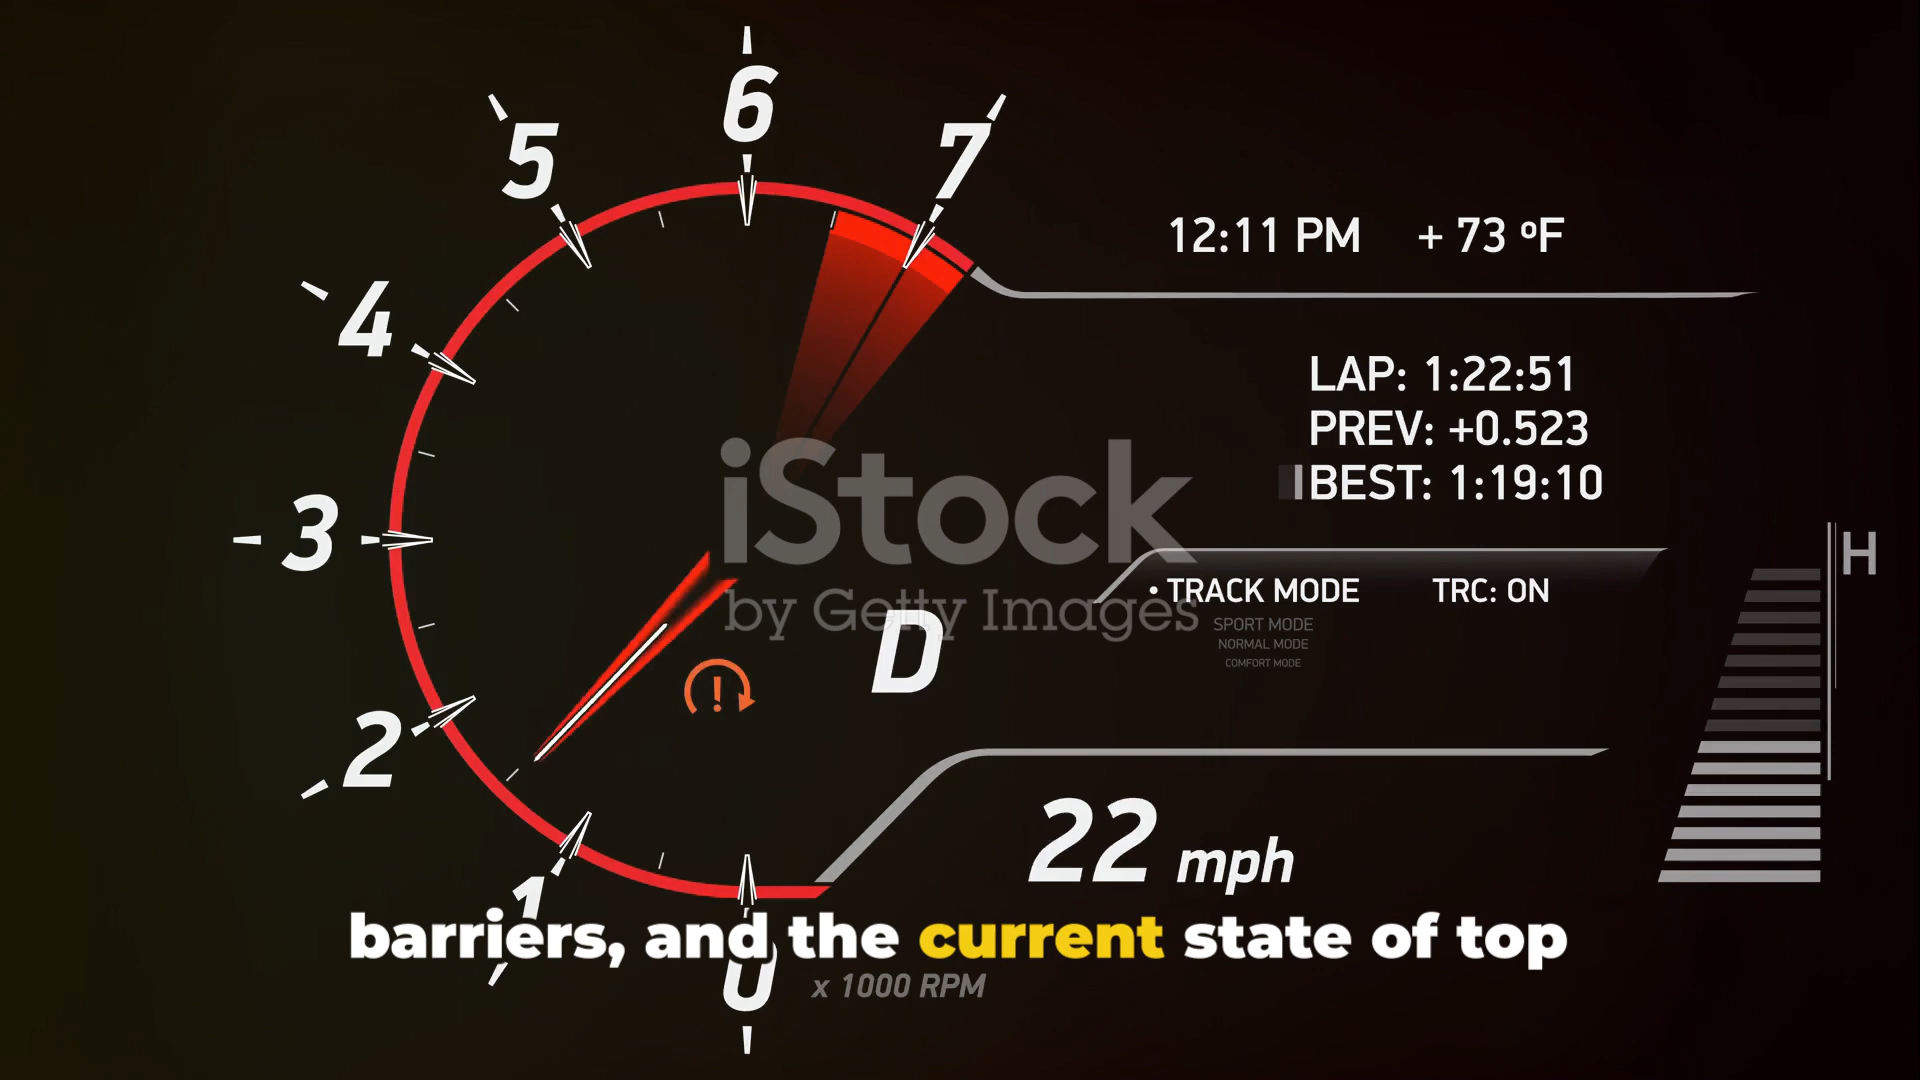 6
5
7
4
12:11 PM + 73 ºF
LAP: 1:22:51
PREV: +0.523
BEST: 1:19:10
3
iStock
by Getty Images
H
• TRACK MODE TRC: ON
SPORT MODE
NORMAL MODE
COMFORT MODE
D
!
2
22 mph
1
barriers, and the current state of top
0
x 1000 RPM